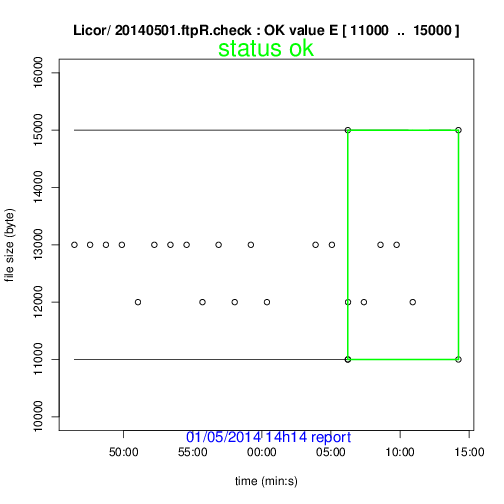 Licor/ 20140501.ftpR.check : OK value E [ 11000 .. 15000 ]
status ok
file size (byte)
16000
15000
14000
13000
12000
11000
10000
01/05/2014 14h14 report
50:00 55:00 00:00 05:00 10:00 15:00
time (min:s)